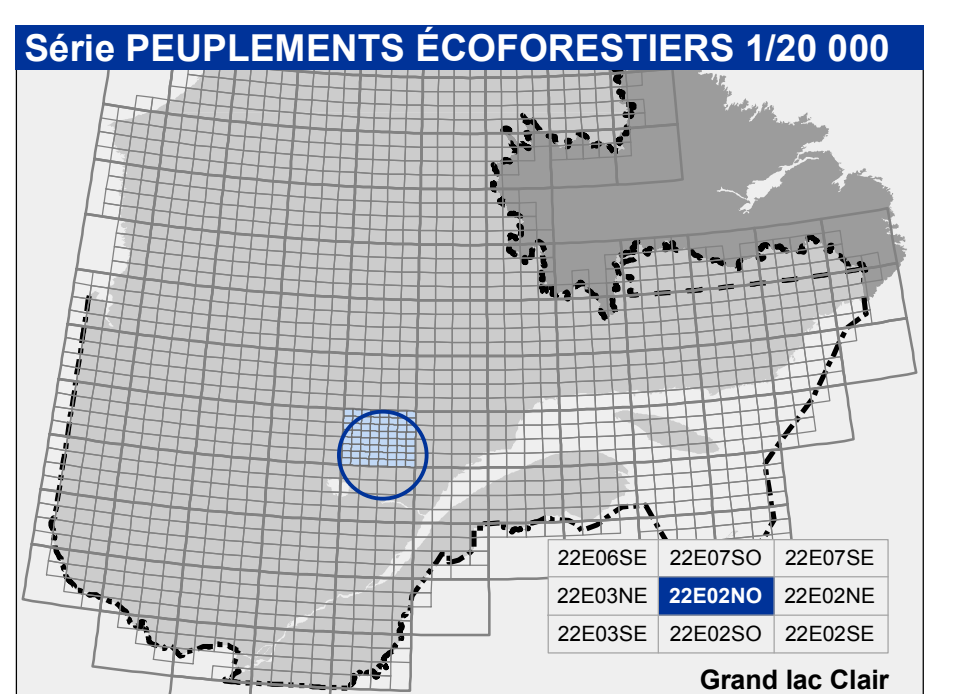 Série PEUPLEMENTS ÉCOFORESTIERS 1/20 000
22E06SE 22E07SO 22E07SE
22E03NE 22E02NO 22E02NE
22E03SE 22E02SO 22E02SE
Grand lac Clair